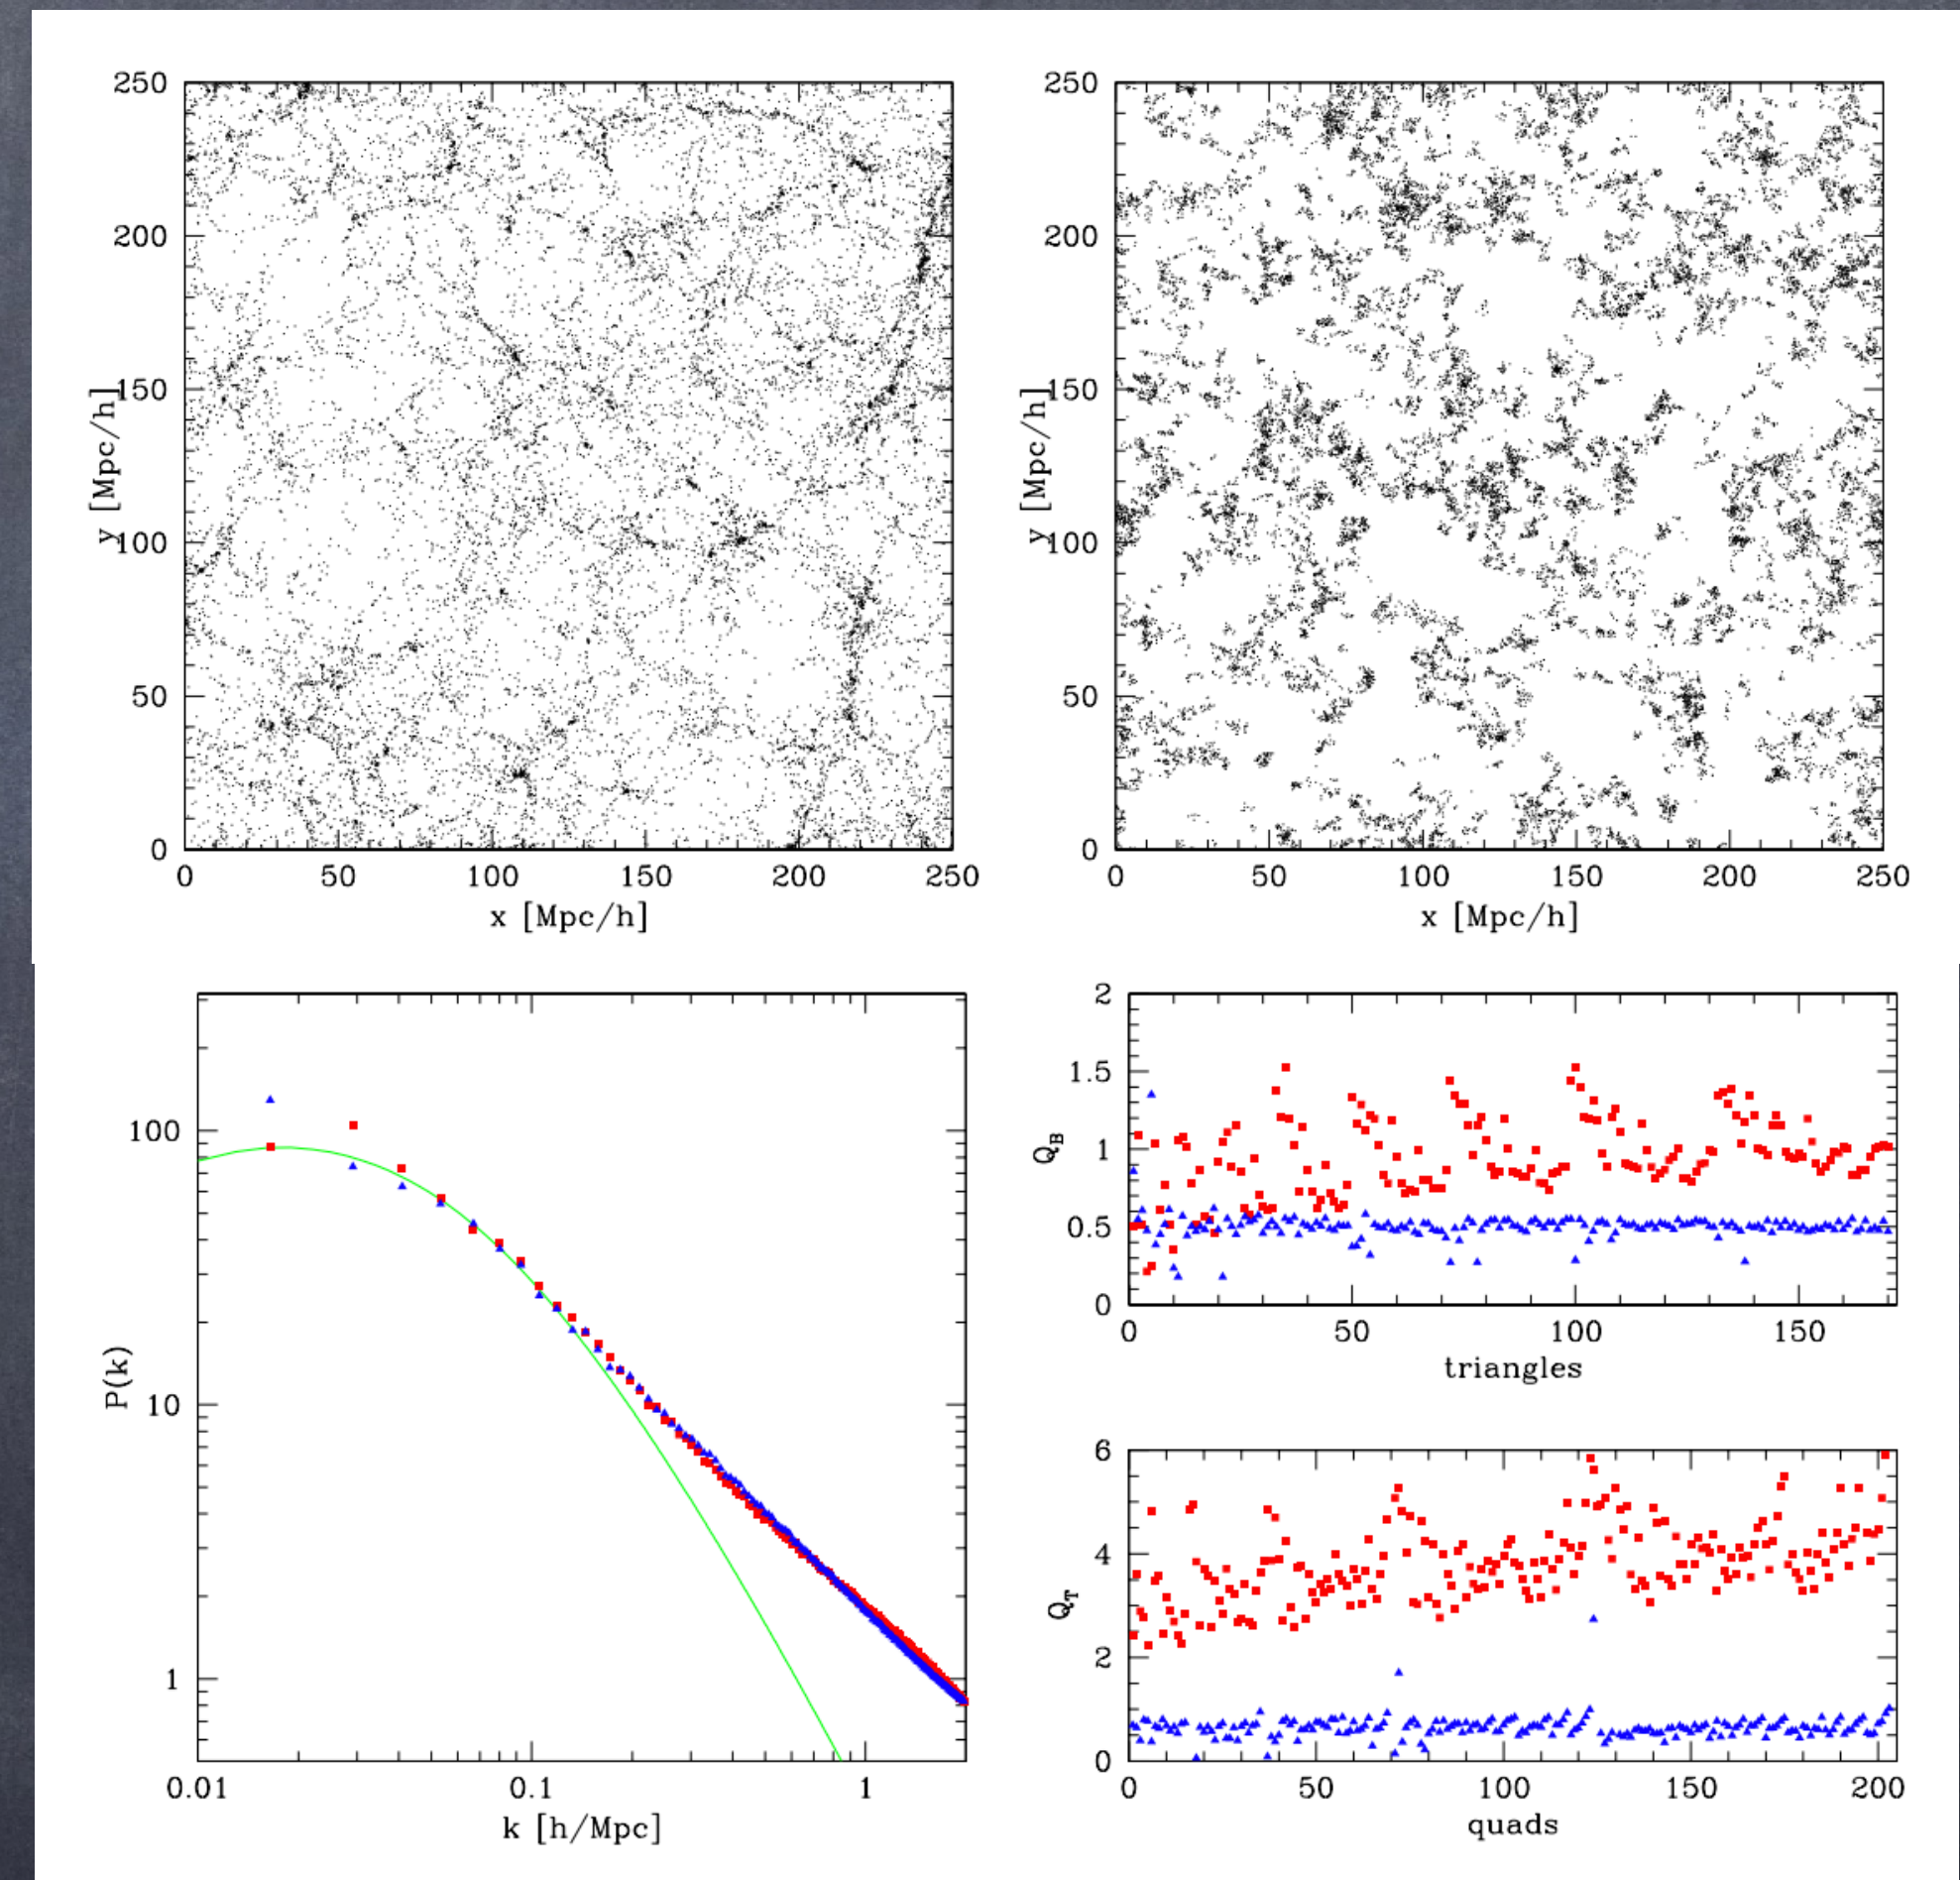 250
200
150
100
50
0
y [Mpc/h]
0 50 100 150 200 250
x [Mpc/h]
250
200
150
100
50
0
y [Mpc/h]
0 50 100 150 200 250
x [Mpc/h]
100
10
1
P(k)
0.01 0.1 1
k [h/Mpc]
2
1.5
1
0.5
0
Q_B
0 50 100 150
triangles
6
4
2
0
Q_T
0 50 100 150 200
quads